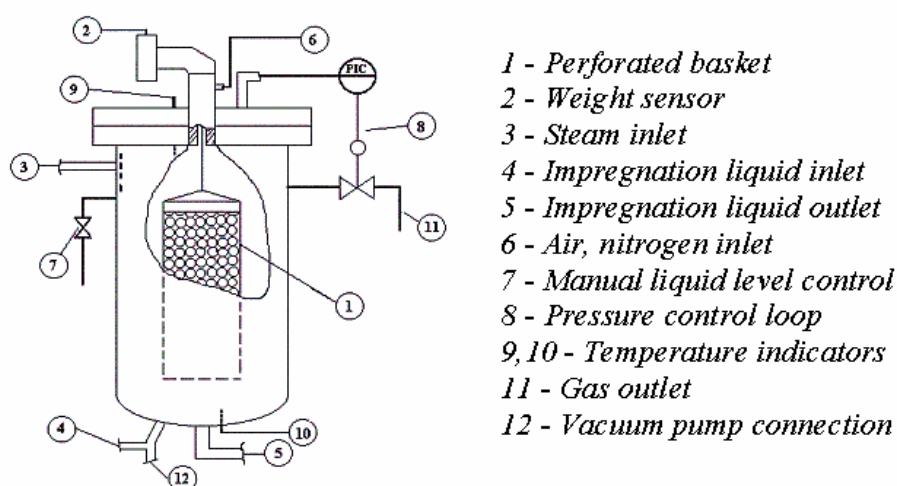 2
6
PIC
9
8
3
11
7
1
4
10
5
12
1 - Perforated basket
2 - Weight sensor
3 - Steam inlet
4 - Impregnation liquid inlet
5 - Impregnation liquid outlet
6 - Air, nitrogen inlet
7 - Manual liquid level control
8 - Pressure control loop
9,10 - Temperature indicators
11 - Gas outlet
12 - Vacuum pump connection